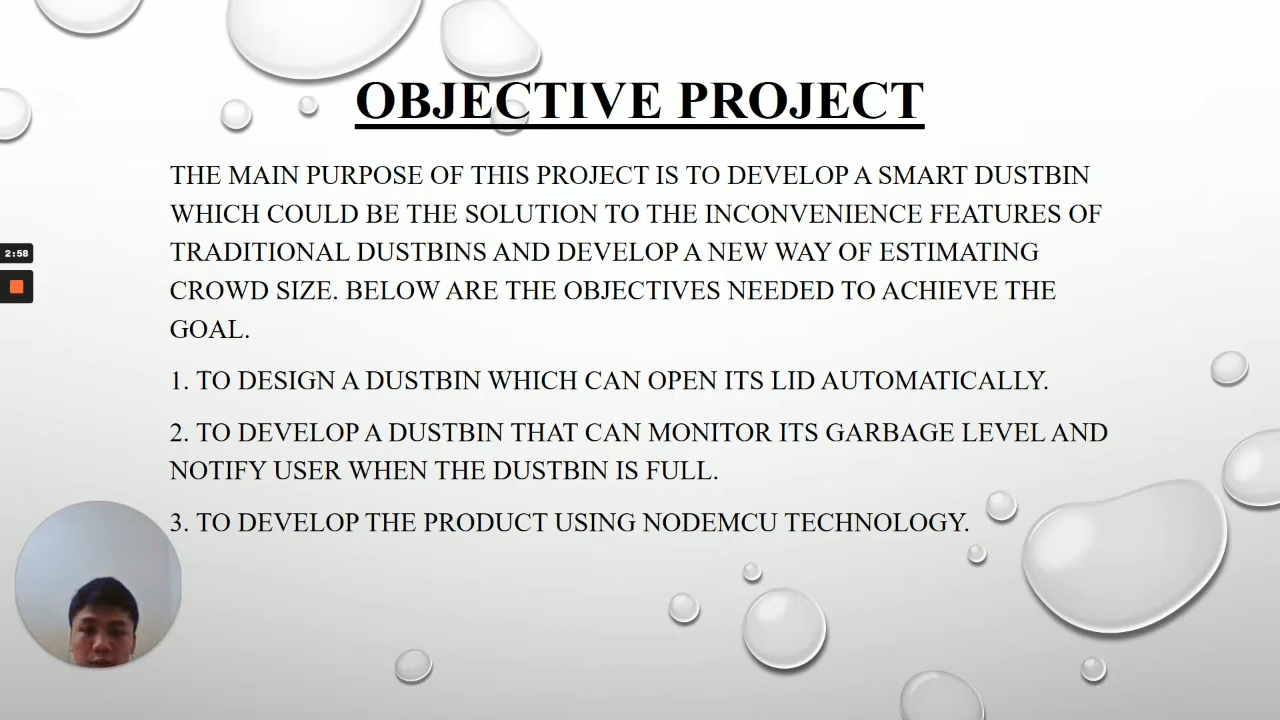 OBJECTIVE PROJECT
THE MAIN PURPOSE OF THIS PROJECT IS TO DEVELOP A SMART DUSTBIN
WHICH COULD BE THE SOLUTION TO THE INCONVENIENCE FEATURES OF
TRADITIONAL DUSTBINS AND DEVELOP A NEW WAY OF ESTIMATING
CROWD SIZE. BELOW ARE THE OBJECTIVES NEEDED TO ACHIEVE THE
GOAL.
1. TO DESIGN A DUSTBIN WHICH CAN OPEN ITS LID AUTOMATICALLY.
2. TO DEVELOP A DUSTBIN THAT CAN MONITOR ITS GARBAGE LEVEL AND
NOTIFY USER WHEN THE DUSTBIN IS FULL.
3. TO DEVELOP THE PRODUCT USING NODEMCU TECHNOLOGY.
2:58